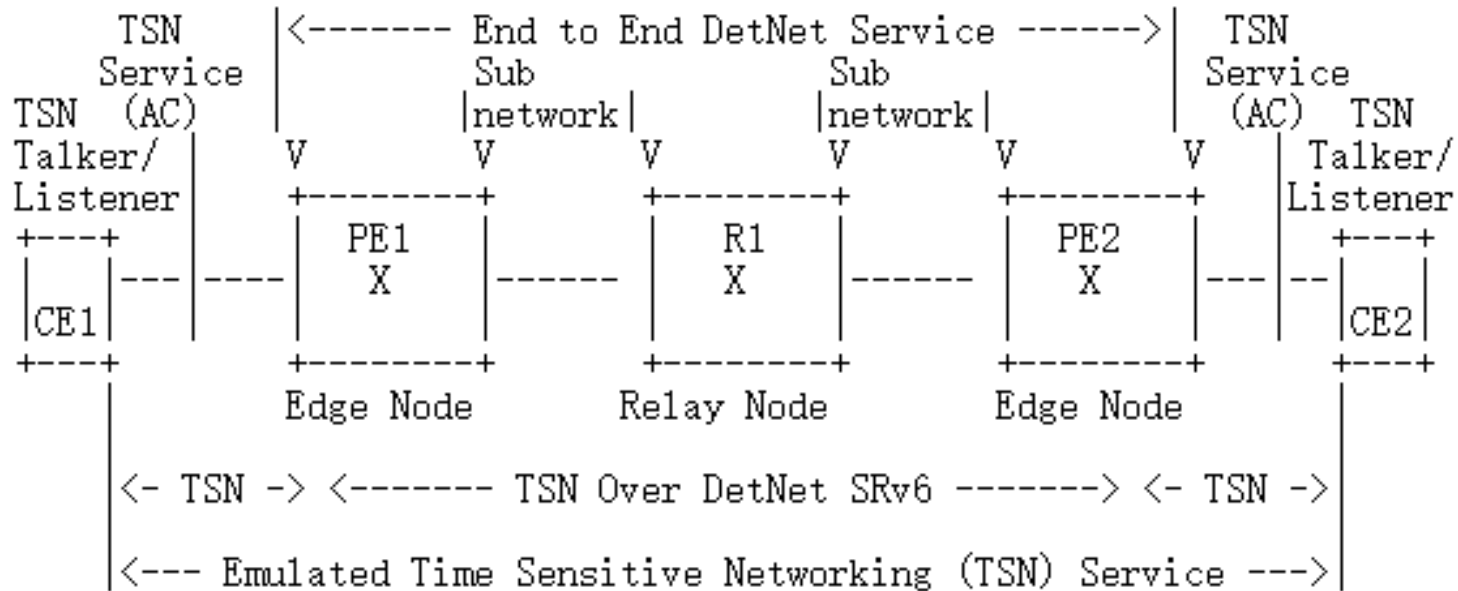 TSN |<------- End to End DetNet Service ------>| TSN
Service | Sub Sub | Service
TSN (AC) | |network| |network| | (AC) TSN
Talker/ | V V V V V V | Talker/
Listener | +---------+ +---------+ +---------+ |Listener
+---+ | | PE1 | | R1 | | PE2 | | +---+
| |---|----| X |------| X |------| X |---|--| |
|CE1| | | | | | | | | |CE2|
+---+ +---------+ +---------+ +---------+ +---+
| Edge Node Relay Node Edge Node |
|<- TSN -> <------- TSN Over DetNet SRv6 -------> <- TSN ->|
|<--- Emulated Time Sensitive Networking (TSN) Service --->|